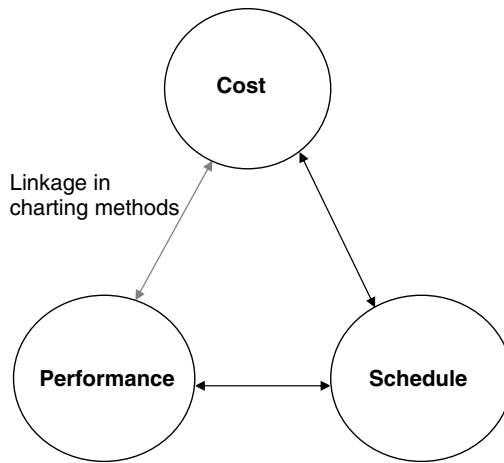 Cost
Linkage in
charting methods
Performance
Schedule